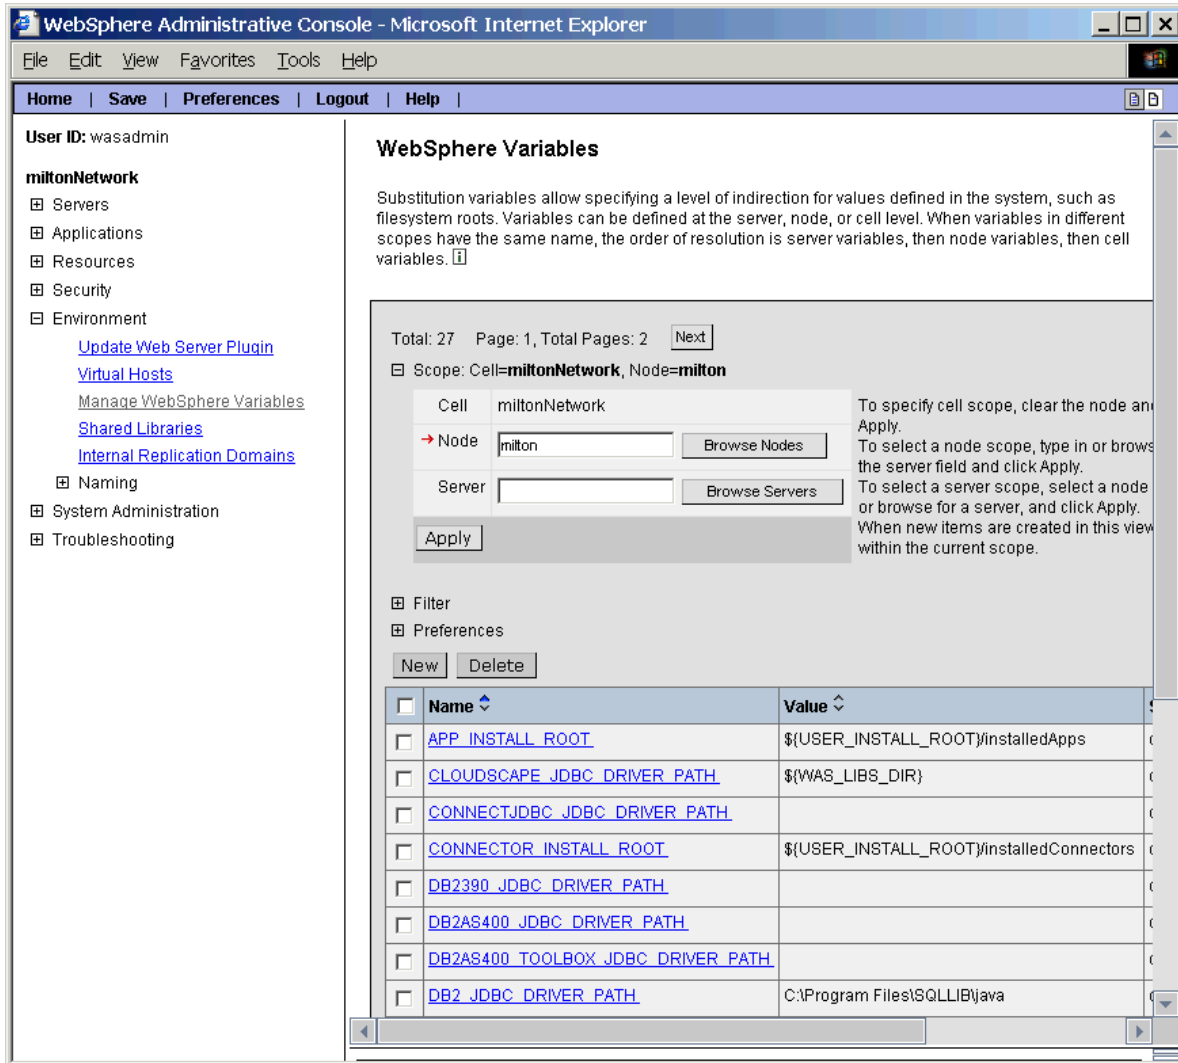 WebSphere Administrative Console - Microsoft Internet Explorer
File Edit View Favorites Tools Help
Home | Save | Preferences | Logout | Help |
User ID: wasadmin
miltonNetwork
Servers
Applications
Resources
Security
Environment
Update Web Server Plugin
Virtual Hosts
Manage WebSphere Variables
Shared Libraries
Internal Replication Domains
Naming
System Administration
Troubleshooting
WebSphere Variables
Substitution variables allow specifying a level of indirection for values defined in the system, such as
filesystem roots. Variables can be defined at the server, node, or cell level. When variables in different
scopes have the same name, the order of resolution is server variables, then node variables, then cell
variables. i
Total: 27 Page: 1, Total Pages: 2 Next
Scope: Cell=miltonNetwork, Node=milton
Cell miltonNetwork
Node milton Browse Nodes
Server Browse Servers
Apply
To specify cell scope, clear the node and
Apply.
To select a node scope, type in or brows
the server field and click Apply.
To select a server scope, select a node
or browse for a server, and click Apply.
When new items are created in this view
within the current scope.
Filter
Preferences
New Delete
Name Value
APP_INSTALL_ROOT ${USER_INSTALL_ROOT}/installedApps
CLOUDSCAPE_JDBC_DRIVER_PATH ${WAS_LIBS_DIR}
CONNECTJDBC_JDBC_DRIVER_PATH
CONNECTOR_INSTALL_ROOT ${USER_INSTALL_ROOT}/installedConnectors
DB2390_JDBC_DRIVER_PATH
DB2AS400_JDBC_DRIVER_PATH
DB2AS400_TOOLBOX_JDBC_DRIVER_PATH
DB2_JDBC_DRIVER_PATH C:\Program Files\SQLLIB\java